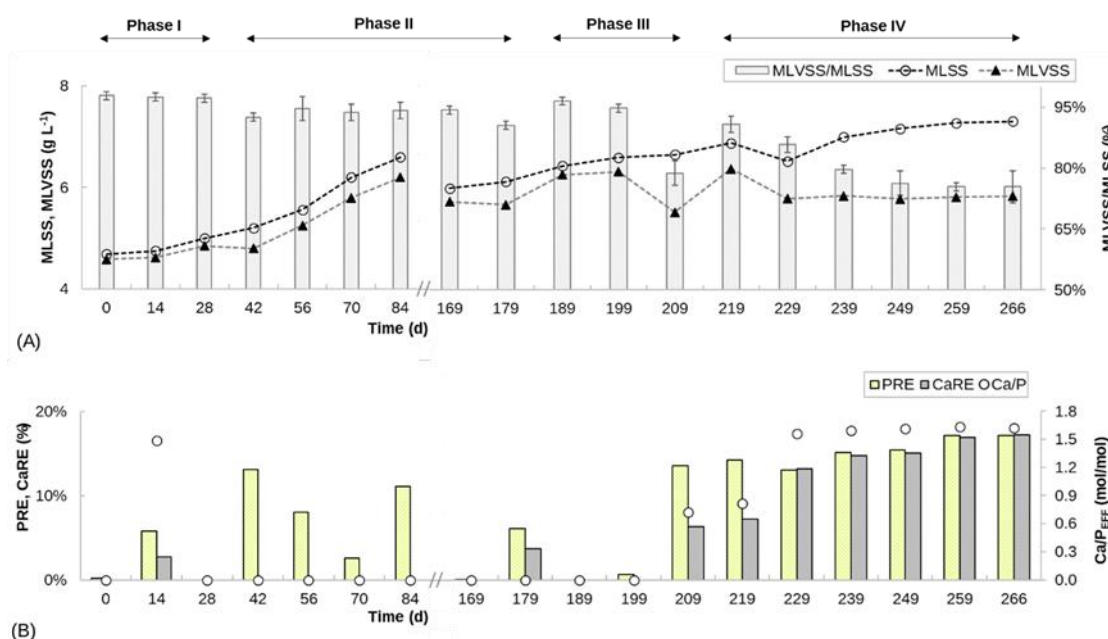 Phase I Phase II Phase III Phase IV
MLVSS/MLSS MLSS MLVSS
MLSS, MLVSS (g L-1)
8
6
4
MLVSS/MLSS (%)
95%
80%
65%
50%
0 14 28 42 56 70 84 // 169 179 189 199 209 219 229 239 249 259 266
Time (d)
(A)
PRE CaRE Ca/P
PRE, CaRE (%)
20%
10%
0%
Ca/PEFF (mol/mol)
1.8
1.5
1.2
0.9
0.6
0.3
0.0
0 14 28 42 56 70 84 // 169 179 189 199 209 219 229 239 249 259 266
Time (d)
(B)